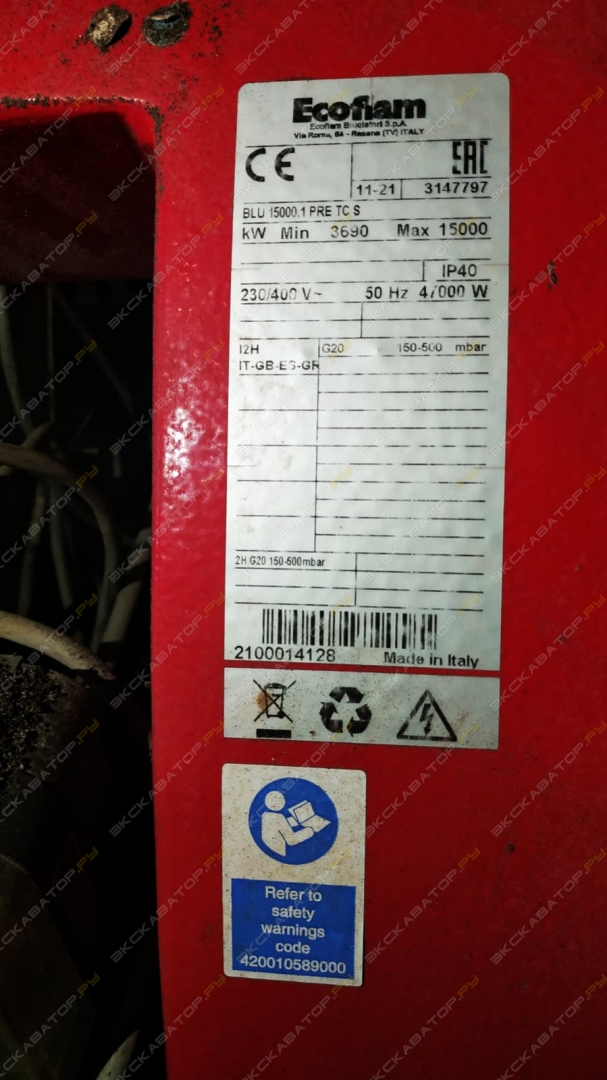 Ecoflam
Ecoflam Bruciatori S.p.A.
Via Roma, 64 - Resana (TV) ITALY
CE EAC
11-21 3147797
BLU 15000.1 PRE TC S
kW Min 3690 Max 15000
IP40
230/400 V~ 50 Hz 47000 W
I2H G20 150-500 mbar
IT-GB-ES-GR
2H G20 150-500mbar
2100014128 Made in Italy
Refer to
safety
warnings
code
420010589000
ЭКСКАВАТОР.РУ